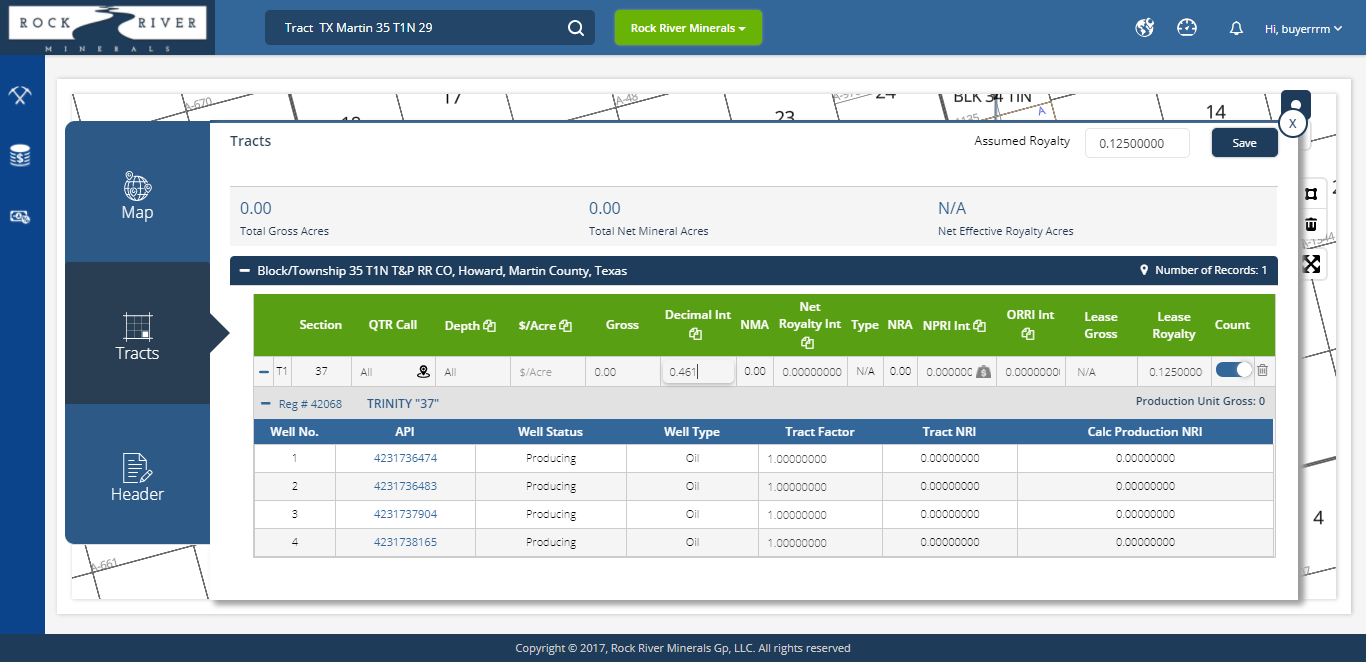 ROCK RIVER
MINERALS
Tract TX Martin 35 T1N 29
Rock River Minerals
Hi, buyerrrm
A-670
17
A-48
23
BLK 34 TIN
A
14
Tracts
Assumed Royalty
0.12500000
Save
X
Map
Tracts
Header
0.00
Total Gross Acres
0.00
Total Net Mineral Acres
N/A
Net Effective Royalty Acres
Block/Township 35 T1N T&P RR CO, Howard, Martin County, Texas
Number of Records: 1
Section QTR Call Depth $/Acre Gross Decimal Int NMA Net Royalty Int Type NRA NPRI Int ORRI Int Lease Gross Lease Royalty Count
T1 37 All All $/Acre 0.00 0.461 0.00 0.00000000 N/A 0.00 0.000000 0.0000000 N/A 0.1250000
Reg # 42068 TRINITY "37" Production Unit Gross: 0
Well No. API Well Status Well Type Tract Factor Tract NRI Calc Production NRI
1 4231736474 Producing Oil 1.00000000 0.00000000 0.00000000
2 4231736483 Producing Oil 1.00000000 0.00000000 0.00000000
3 4231737904 Producing Oil 1.00000000 0.00000000 0.00000000
4 4231738165 Producing Oil 1.00000000 0.00000000 0.00000000
4
A-661
Copyright © 2017, Rock River Minerals Gp, LLC. All rights reserved